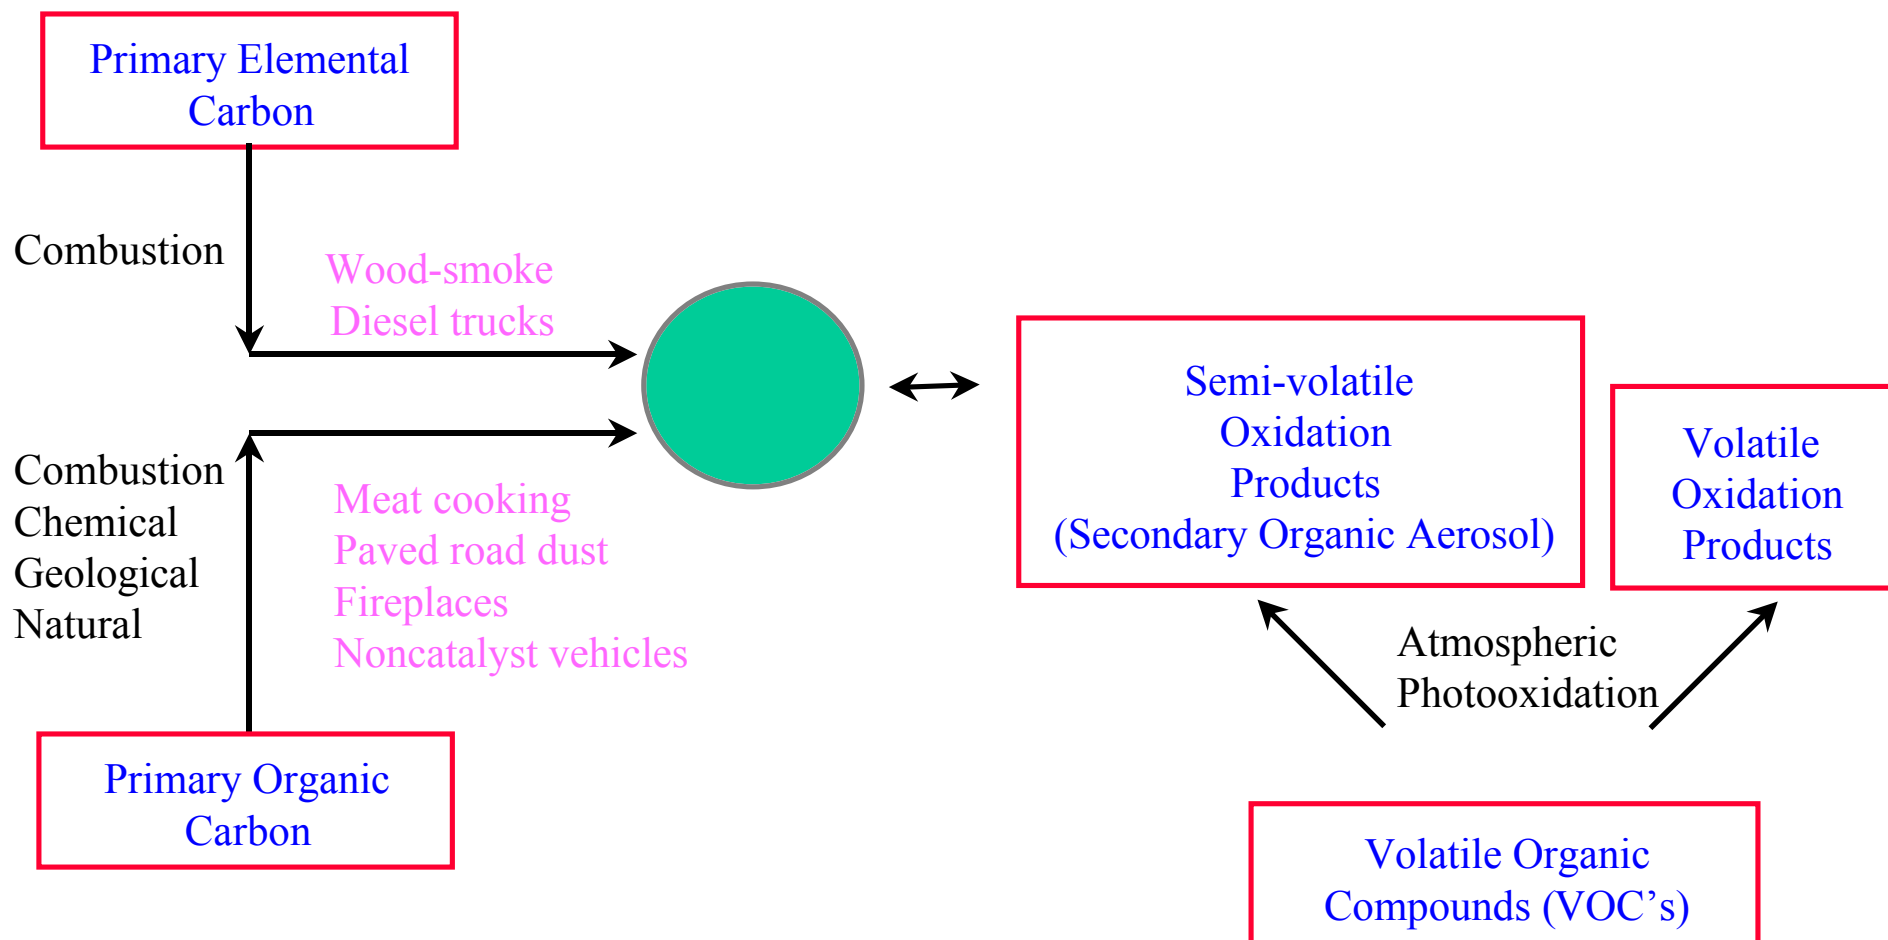 Primary Elemental
Carbon
Combustion
Wood-smoke
Diesel trucks
Combustion
Chemical
Geological
Natural
Meat cooking
Paved road dust
Fireplaces
Noncatalyst vehicles
Primary Organic
Carbon
Semi-volatile
Oxidation
Products
(Secondary Organic Aerosol)
Volatile
Oxidation
Products
Atmospheric
Photooxidation
Volatile Organic
Compounds (VOC’s)